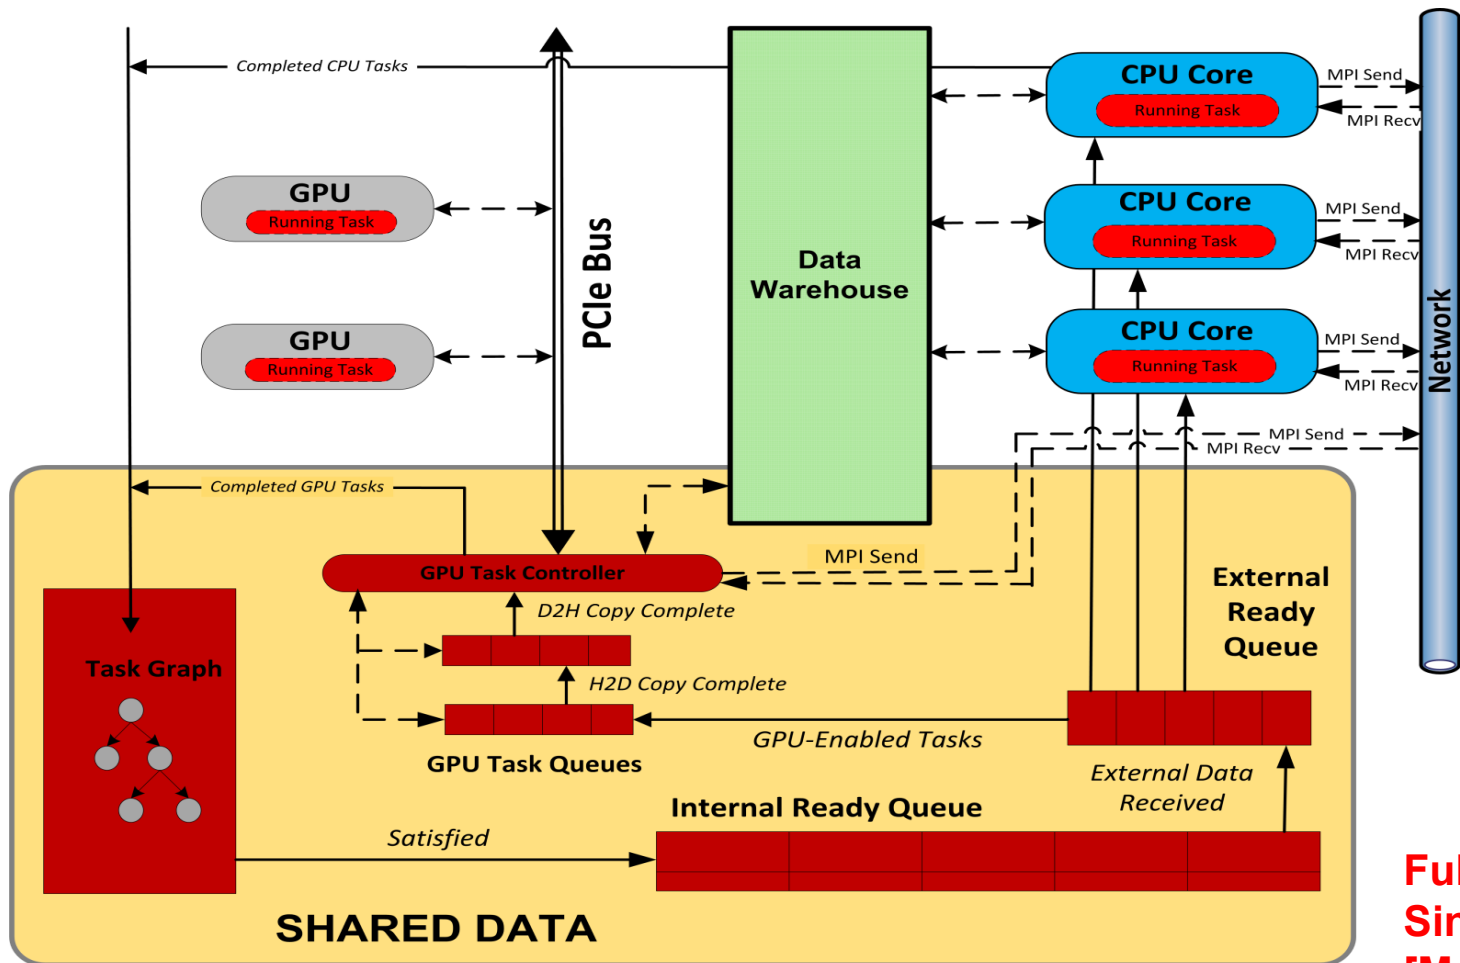 Completed CPU Tasks
CPU Core
Running Task
MPI Send
MPI Recv
GPU
Running Task
PCIe Bus
Data
Warehouse
CPU Core
Running Task
MPI Send
MPI Recv
GPU
Running Task
CPU Core
Running Task
MPI Send
MPI Recv
Network
MPI Send
MPI Recv
Completed GPU Tasks
MPI Send
GPU Task Controller
D2H Copy Complete
External
Ready
Queue
Task Graph
H2D Copy Complete
GPU-Enabled Tasks
GPU Task Queues
External Data
Received
Internal Ready Queue
Satisfied
SHARED DATA